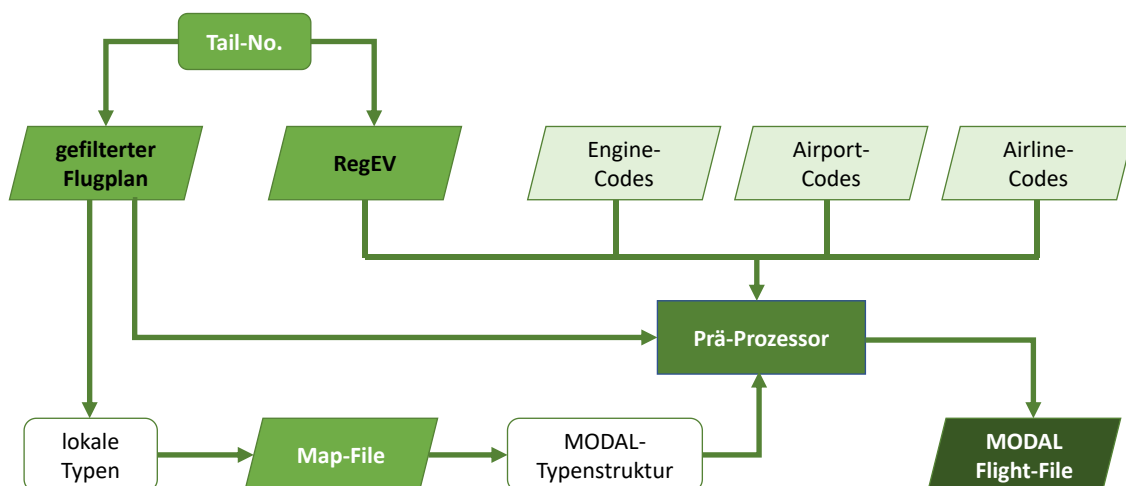 Tail-No.
gefilterter
Flugplan
RegEV
Engine-
Codes
Airport-
Codes
Airline-
Codes
Prä-Prozessor
lokale
Typen
Map-File
MODAL-
Typenstruktur
MODAL
Flight-File